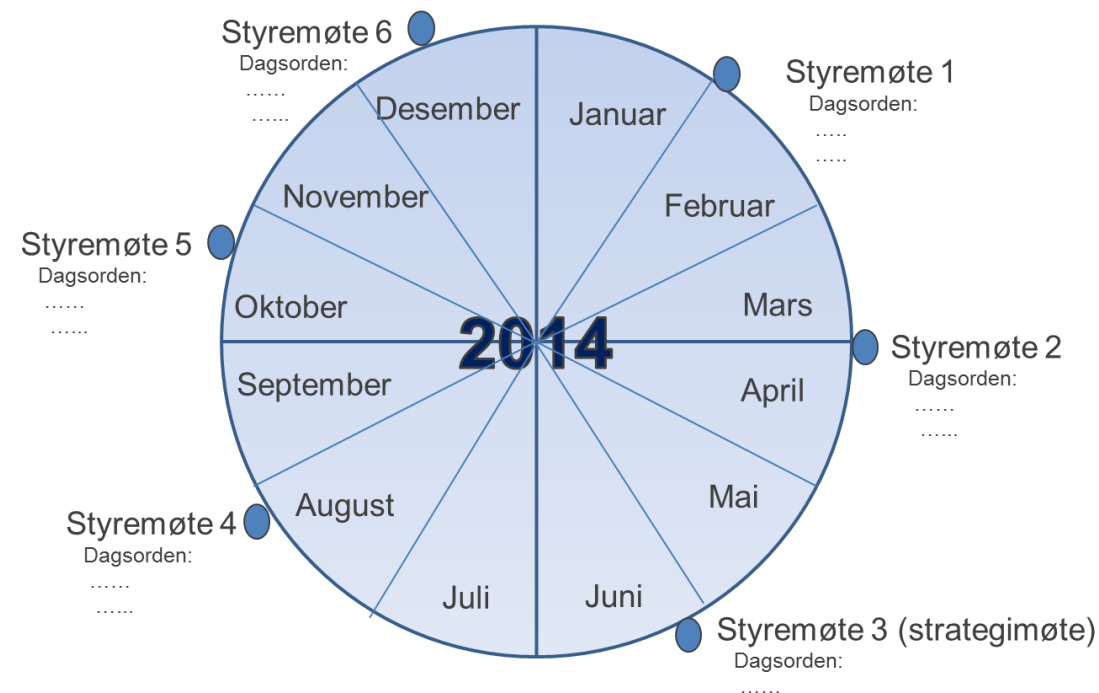 Styremøte 6
Dagsorden:
……
…...
Styremøte 1
Dagsorden:
…..
…..
Desember
Januar
November
Februar
Styremøte 5
Dagsorden:
……
…...
Oktober
Mars
2014
Styremøte 2
Dagsorden:
……
…...
September
April
August
Mai
Styremøte 4
Dagsorden:
……
…...
Juli
Juni
Styremøte 3 (strategimøte)
Dagsorden:
……